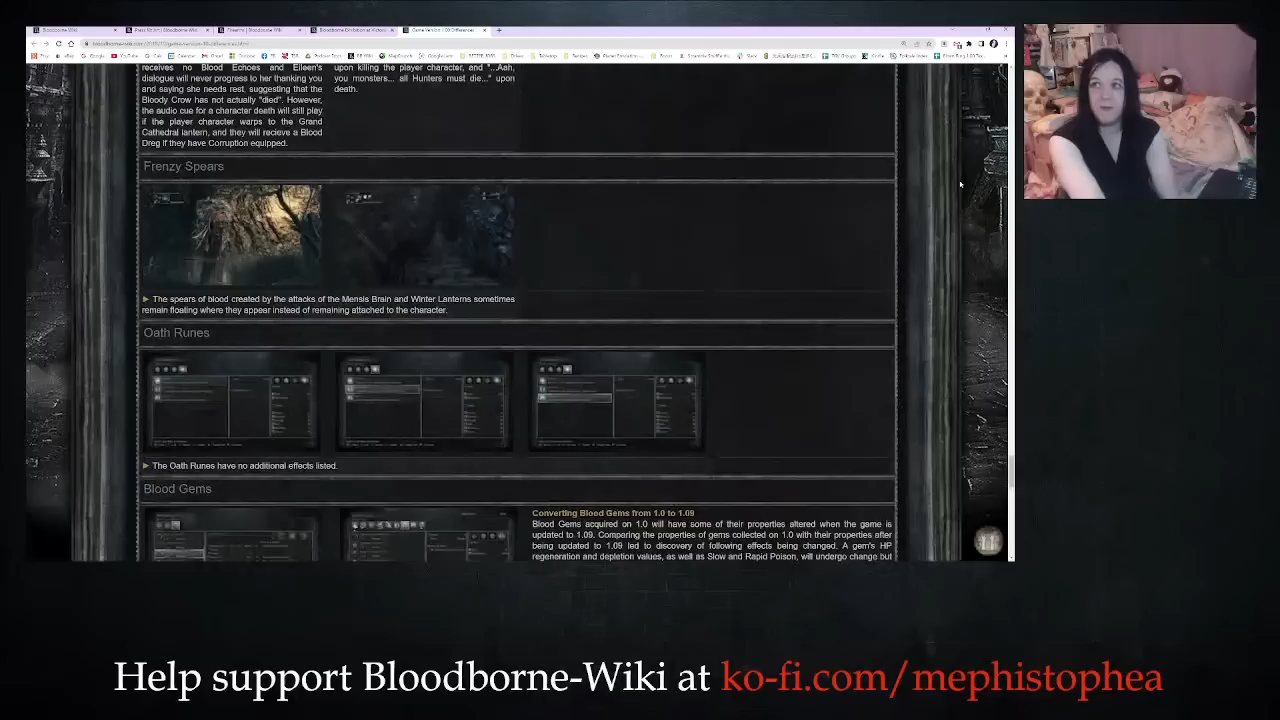 Bloodborne Wiki
Firearms | Bloodborne Wiki
Game Version 1.09 Differences
receives no Blood Echoes and Eileen's
dialogue will never progress to her thanking you
and saying she needs rest, suggesting that the
Bloody Crow has not actually "died". However,
the audio cue for a character death will still play
if the player character warps to the Grand
Cathedral lantern, and they will recieve a Blood
Dreg if they have Corruption equipped.
upon killing the player character, and "...Aah,
you monsters... all Hunters must die..." upon
death.
Frenzy Spears
► The spears of blood created by the attacks of the Mensis Brain and Winter Lanterns sometimes
remain floating where they appear instead of remaining attached to the character.
Oath Runes
► The Oath Runes have no additional effects listed.
Blood Gems
Converting Blood Gems from 1.0 to 1.09
Blood Gems acquired on 1.0 will have some of their properties altered when the game is
updated to 1.09. Comparing the properties of gems collected on 1.0 with their properties after
being updated to 1.09 led to discovery of following effects being changed. A gem's HP
regeneration and depletion values, as well as Slow and Rapid Poison, will undergo change but
Help support Bloodborne-Wiki at ko-fi.com/mephistophea